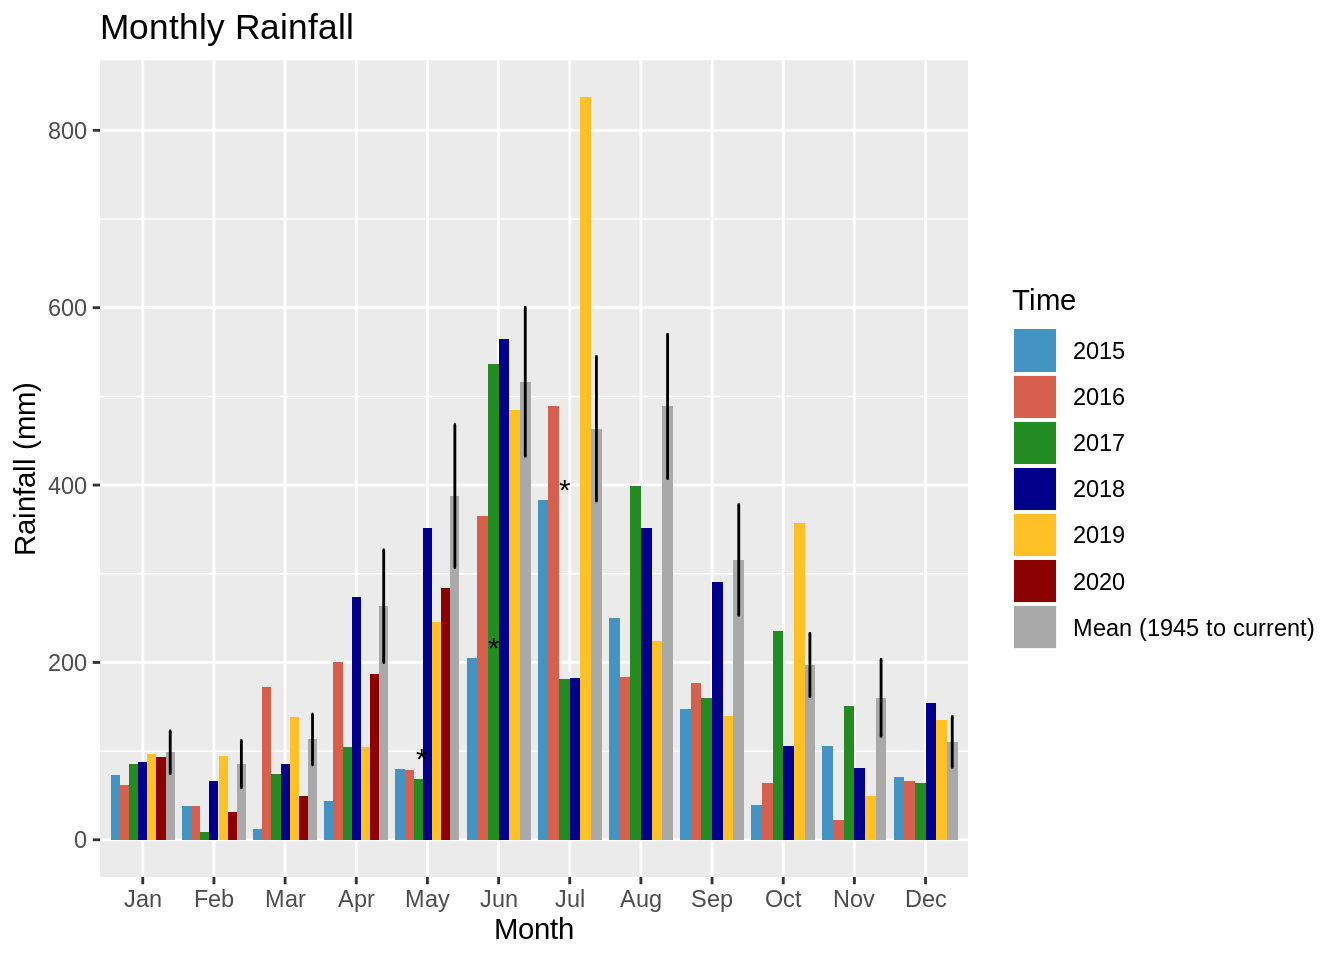 Monthly Rainfall
800
600
400
200
0
Rainfall (mm)
*
*
*
Jan Feb Mar Apr May Jun Jul Aug Sep Oct Nov Dec
Month
Time
2015
2016
2017
2018
2019
2020
Mean (1945 to current)